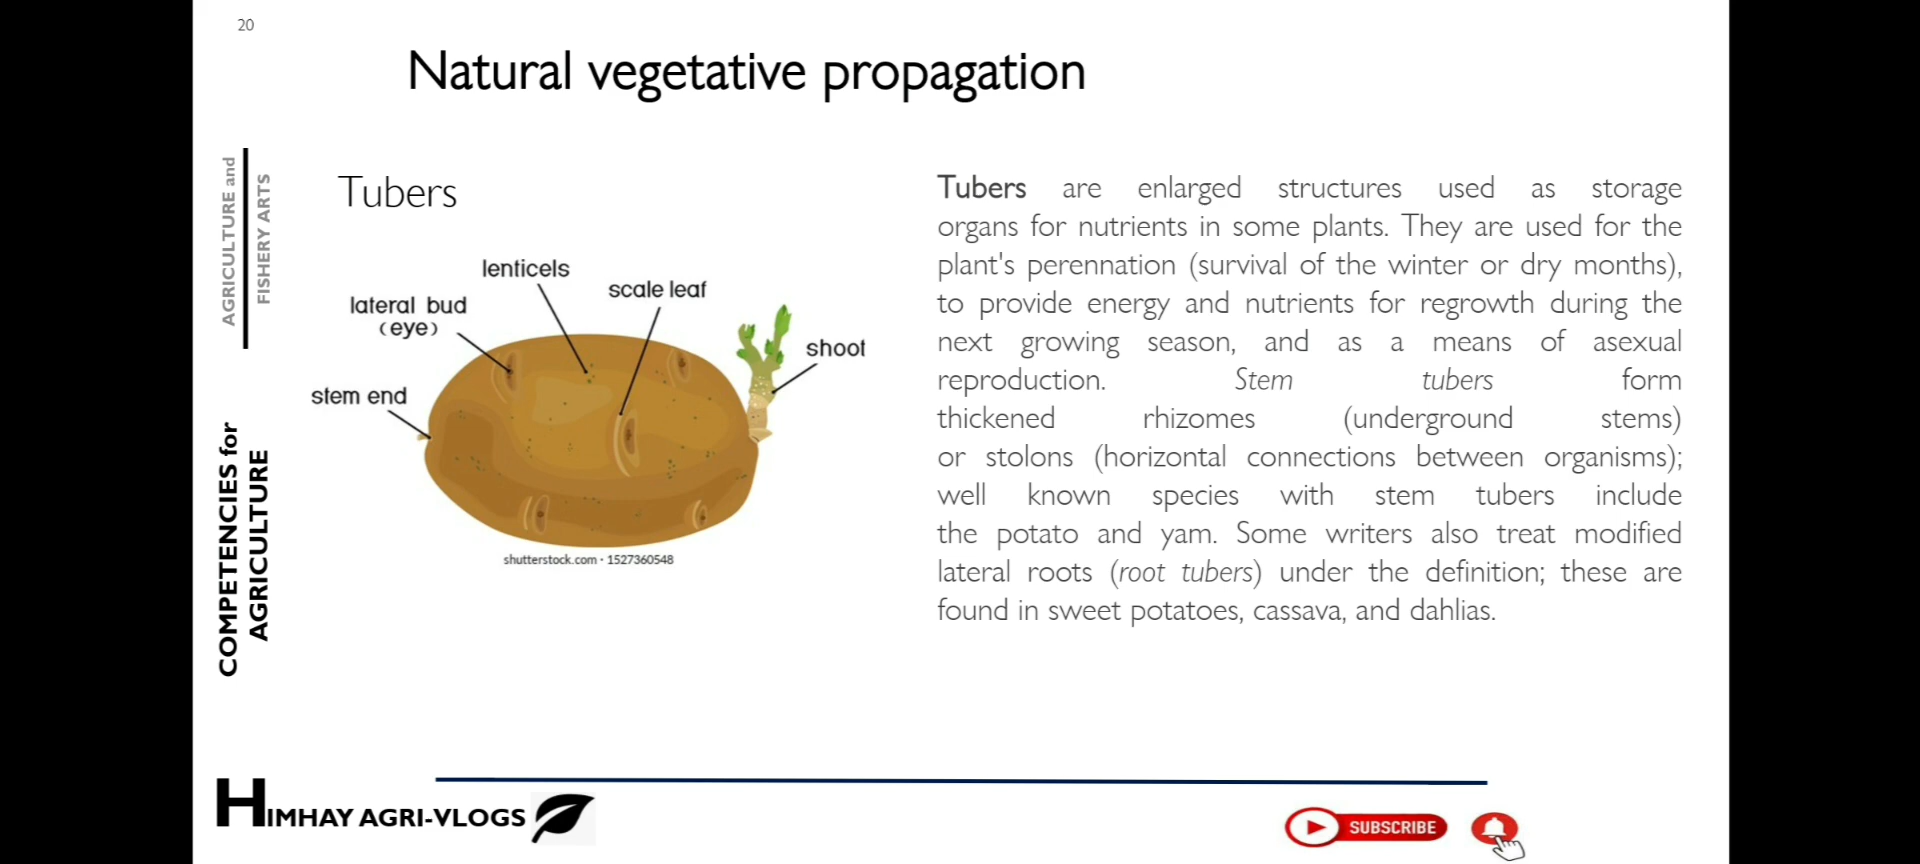 20
Natural vegetative propagation
AGRICULTURE and
FISHERY ARTS
COMPETENCIES for
AGRICULTURE
Tubers
lenticels
scale leaf
lateral bud
(eye)
shoot
stem end
shutterstock.com · 1527360548
Tubers are enlarged structures used as storage
organs for nutrients in some plants. They are used for the
plant's perennation (survival of the winter or dry months),
to provide energy and nutrients for regrowth during the
next growing season, and as a means of asexual
reproduction. Stem tubers form
thickened rhizomes (underground stems)
or stolons (horizontal connections between organisms);
well known species with stem tubers include
the potato and yam. Some writers also treat modified
lateral roots (root tubers) under the definition; these are
found in sweet potatoes, cassava, and dahlias.
HIMHAY AGRI-VLOGS
SUBSCRIBE